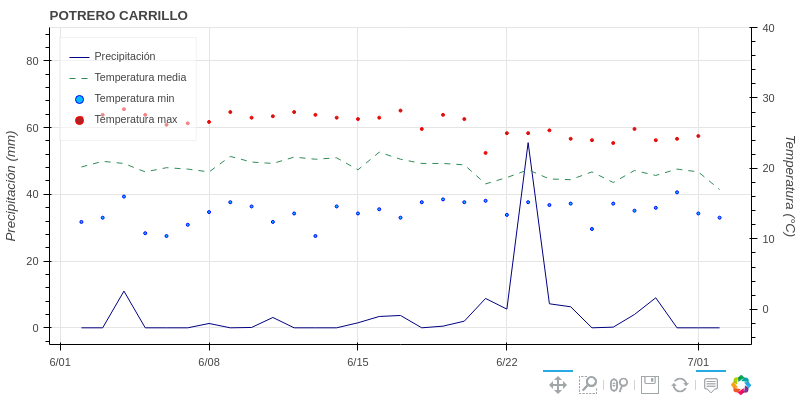 POTRERO CARRILLO
Precipitación
Temperatura media
Temperatura min
Temperatura max
Precipitación (mm)
80
60
40
20
0
40
30
20
10
0
Temperatura (°C)
6/01
6/08
6/15
6/22
7/01